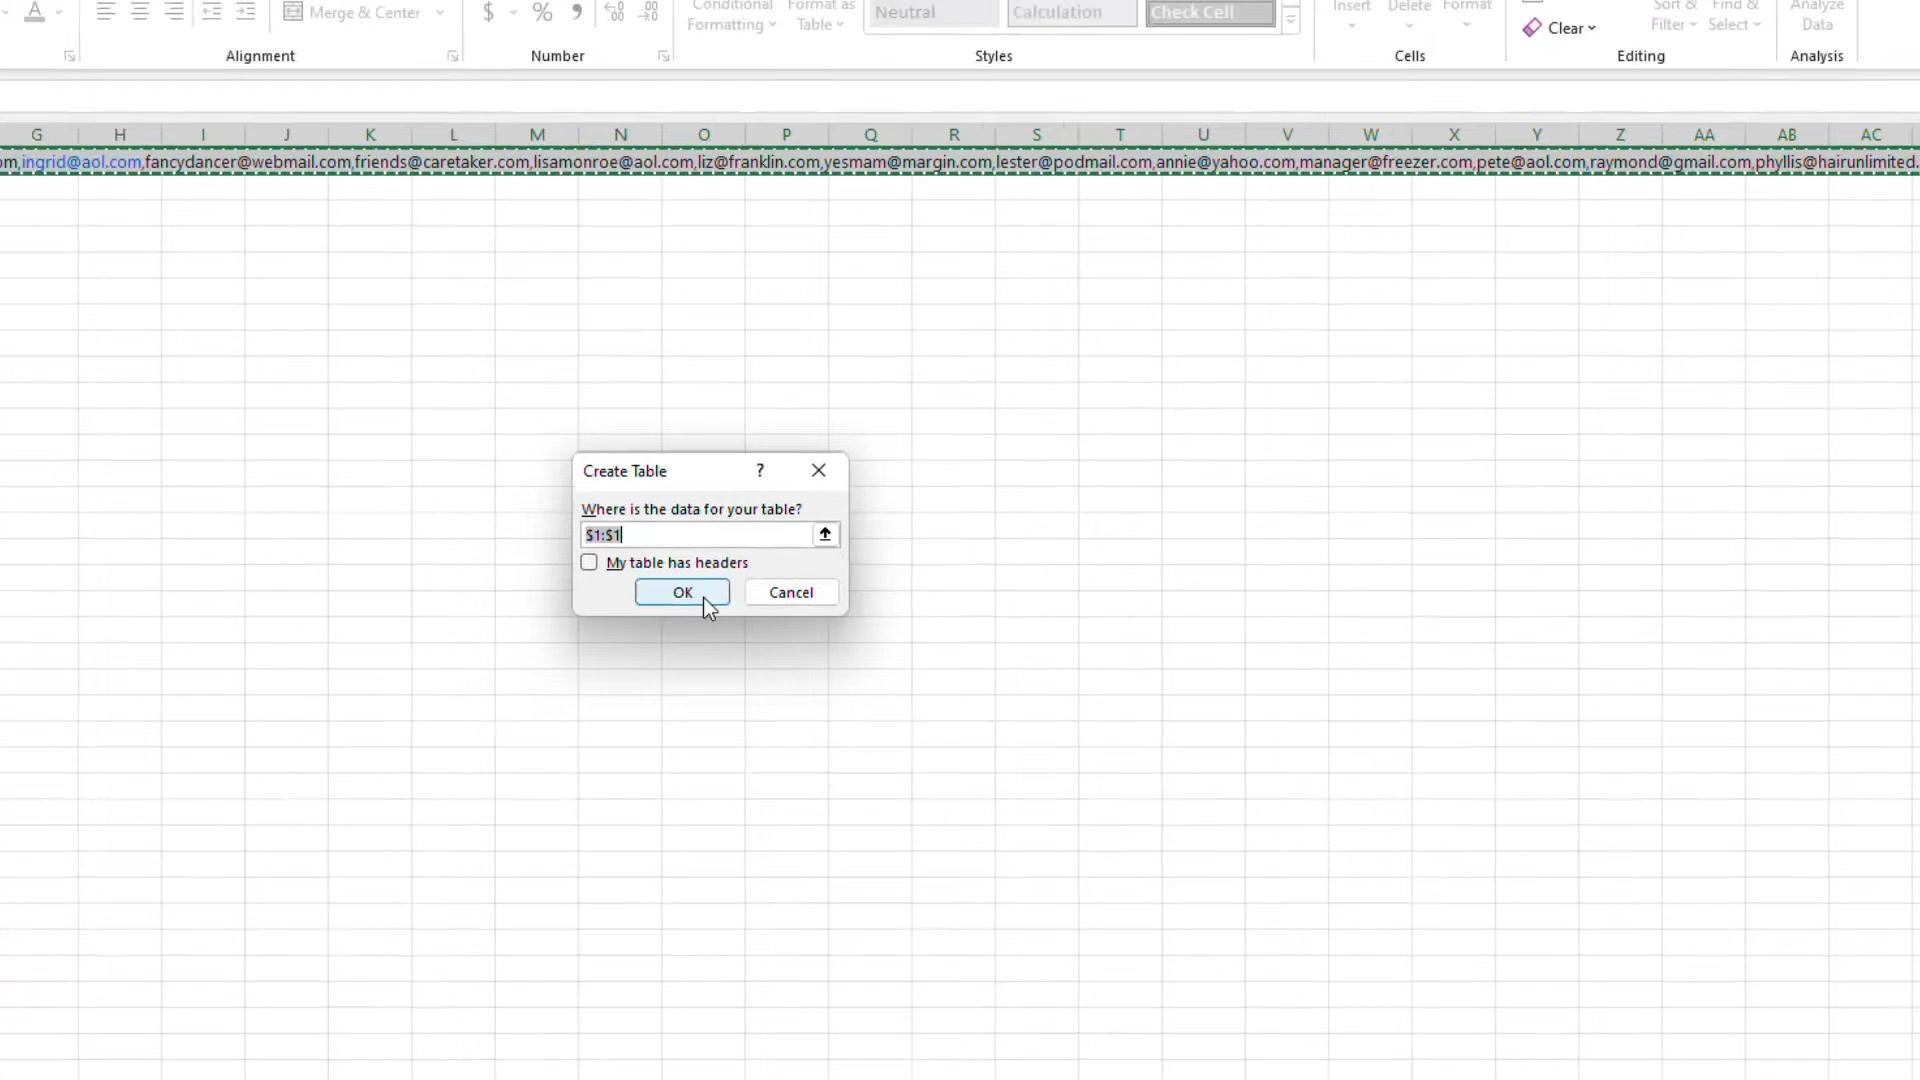 A Merge & Center $ % , Conditional Formatting Format as Table Neutral Calculation Check Cell Insert Delete Format Clear Sort & Filter Find & Select Analyze Data
Alignment Number Styles Cells Editing Analysis
G H I J K L M N O P Q R S T U V W X Y Z AA AB AC
om,ingrid@aol.com,fancydancer@webmail.com,friends@caretaker.com,lisamonroe@aol.com,liz@franklin.com,yesmam@margin.com,lester@podmail.com,annie@yahoo.com,manager@freezer.com,pete@aol.com,raymond@gmail.com,phyllis@hairunlimited.
Create Table ?
Where is the data for your table?
$1:$1
My table has headers
OK Cancel